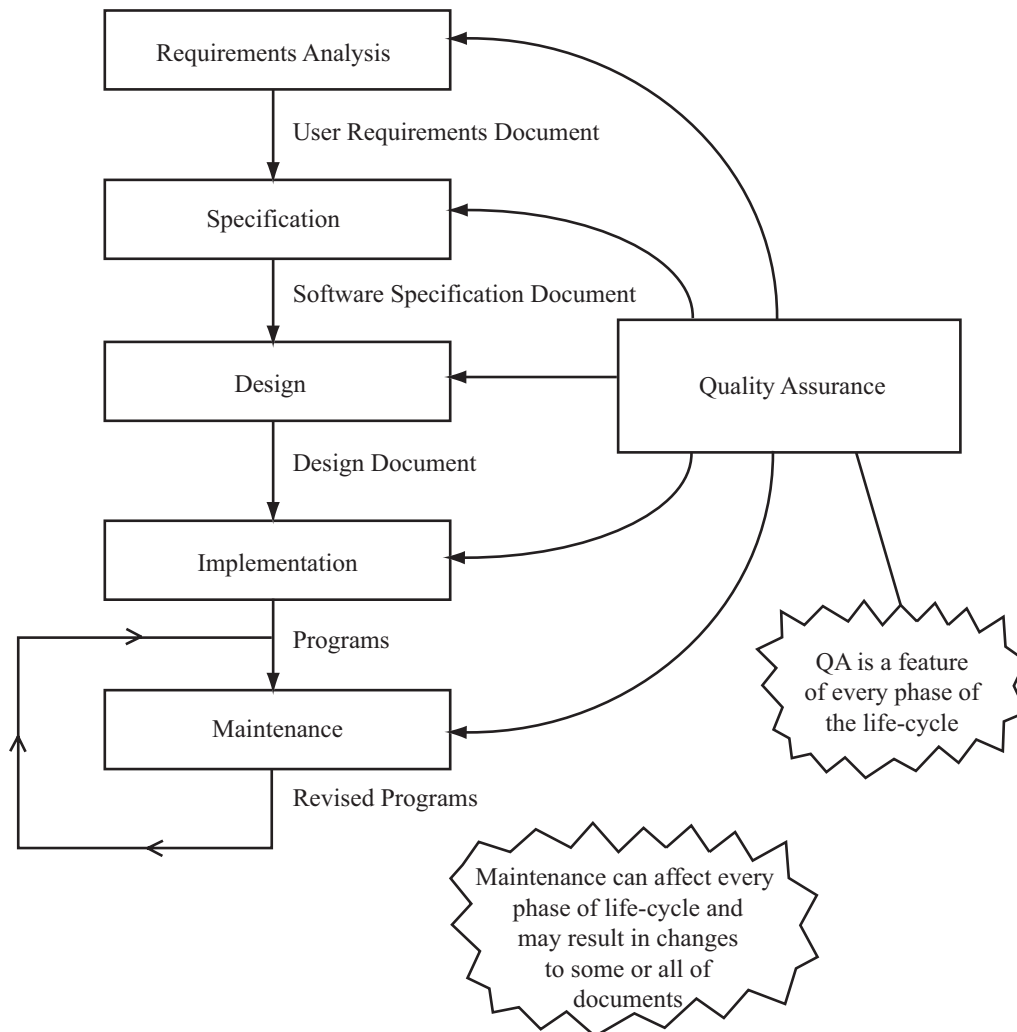 Requirements Analysis
User Requirements Document
Specification
Software Specification Document
Design
Quality Assurance
Design Document
Implementation
Programs
QA is a feature
of every phase of
the life-cycle
Maintenance
Revised Programs
Maintenance can affect every
phase of life-cycle and
may result in changes
to some or all of
documents